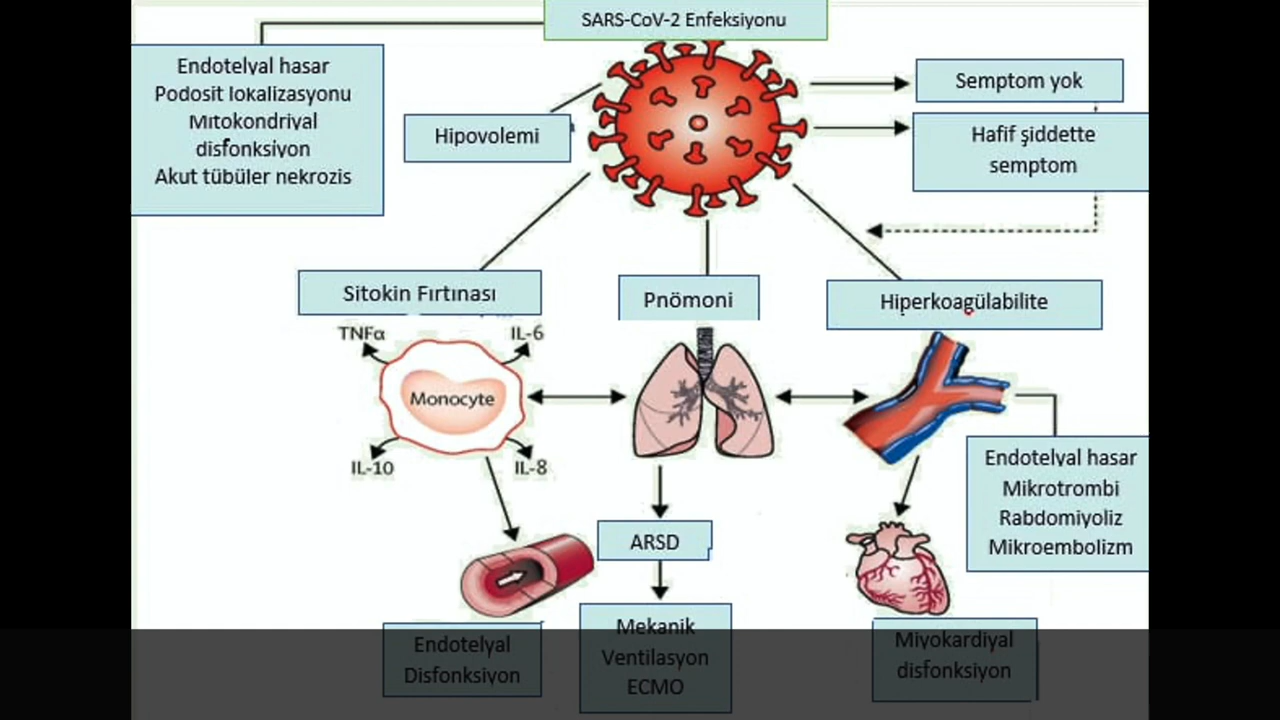 SARS-CoV-2 Enfeksiyonu
Endotelyal hasar
Podosit lokalizasyonu
Mıtokondriyal
disfonksiyon
Akut tübüler nekrozis
Hipovolemi
Semptom yok
Hafif şiddette
semptom
Sitokin Fırtınası
Pnömoni
Hiperkoagülabilite
TNFα
IL-6
Monocyte
IL-10
IL-8
Endotelyal hasar
Mikrotrombi
Rabdomiyoliz
Mikroembolizm
ARSD
Endotelyal
Disfonksiyon
Mekanik
Ventilasyon
ECMO
Miyokardiyal
disfonksiyon